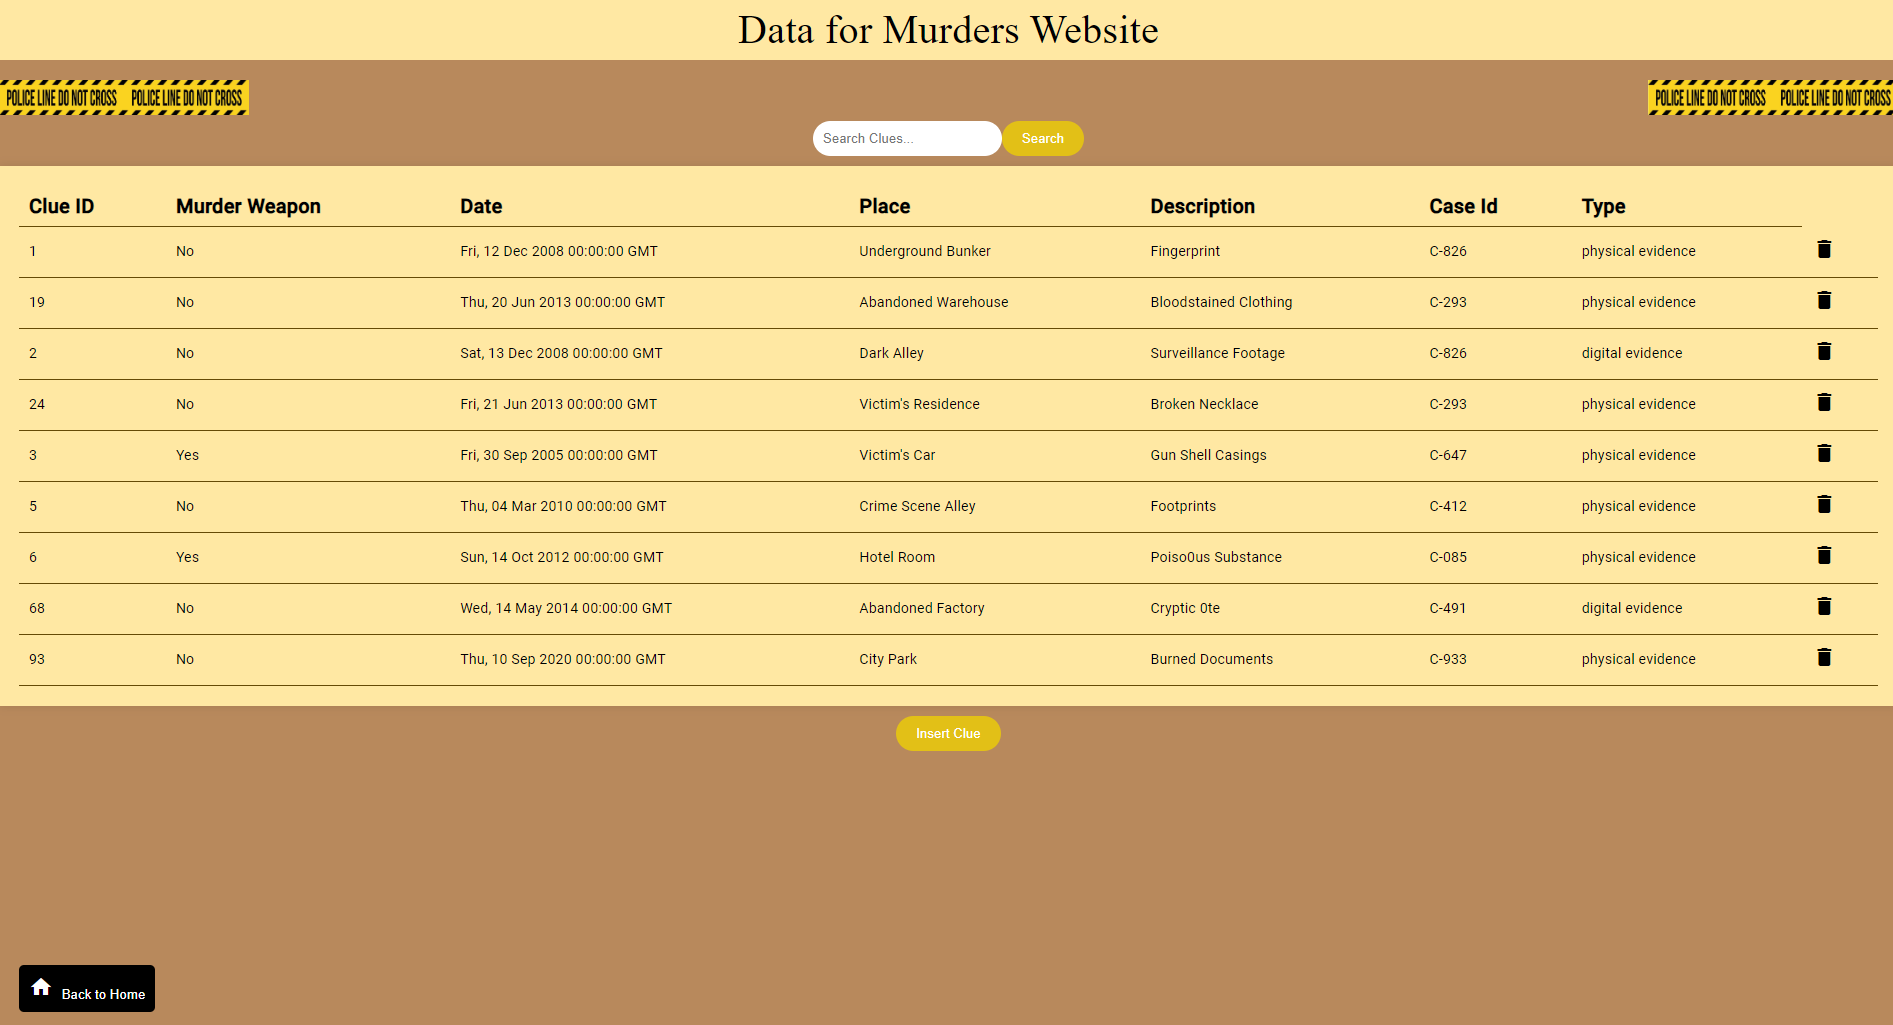 Data for Murders Website
POLICE LINE DO NOT CROSS POLICE LINE DO NOT CROSS
POLICE LINE DO NOT CROSS POLICE LINE DO NOT CROSS
Search Clues... Search
Clue ID Murder Weapon Date Place Description Case Id Type
1 No Fri, 12 Dec 2008 00:00:00 GMT Underground Bunker Fingerprint C-826 physical evidence
19 No Thu, 20 Jun 2013 00:00:00 GMT Abandoned Warehouse Bloodstained Clothing C-293 physical evidence
2 No Sat, 13 Dec 2008 00:00:00 GMT Dark Alley Surveillance Footage C-826 digital evidence
24 No Fri, 21 Jun 2013 00:00:00 GMT Victim's Residence Broken Necklace C-293 physical evidence
3 Yes Fri, 30 Sep 2005 00:00:00 GMT Victim's Car Gun Shell Casings C-647 physical evidence
5 No Thu, 04 Mar 2010 00:00:00 GMT Crime Scene Alley Footprints C-412 physical evidence
6 Yes Sun, 14 Oct 2012 00:00:00 GMT Hotel Room Poiso0us Substance C-085 physical evidence
68 No Wed, 14 May 2014 00:00:00 GMT Abandoned Factory Cryptic 0te C-491 digital evidence
93 No Thu, 10 Sep 2020 00:00:00 GMT City Park Burned Documents C-933 physical evidence
Insert Clue
Back to Home